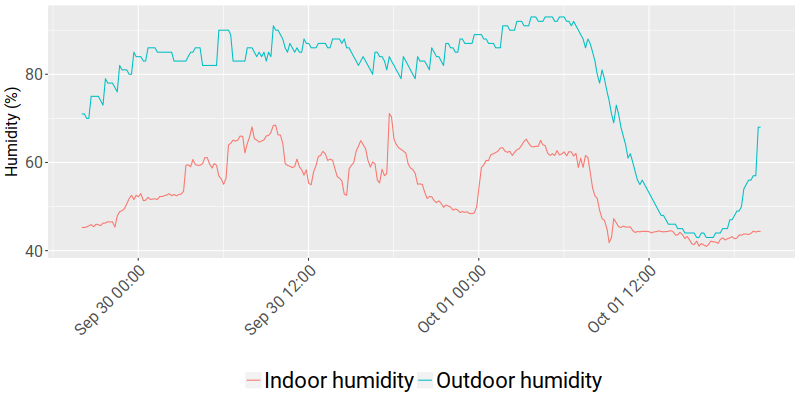 Humidity (%)
80
60
40
Sep 30 00:00
Sep 30 12:00
Oct 01 00:00
Oct 01 12:00
Indoor humidity
Outdoor humidity